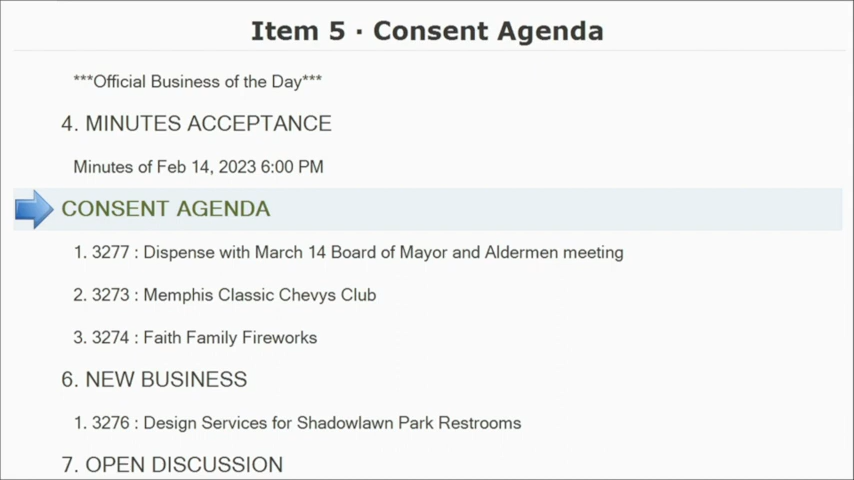 Item 5 · Consent Agenda
***Official Business of the Day***
4. MINUTES ACCEPTANCE
Minutes of Feb 14, 2023 6:00 PM
CONSENT AGENDA
1. 3277 : Dispense with March 14 Board of Mayor and Aldermen meeting
2. 3273 : Memphis Classic Chevys Club
3. 3274 : Faith Family Fireworks
6. NEW BUSINESS
1. 3276 : Design Services for Shadowlawn Park Restrooms
7. OPEN DISCUSSION